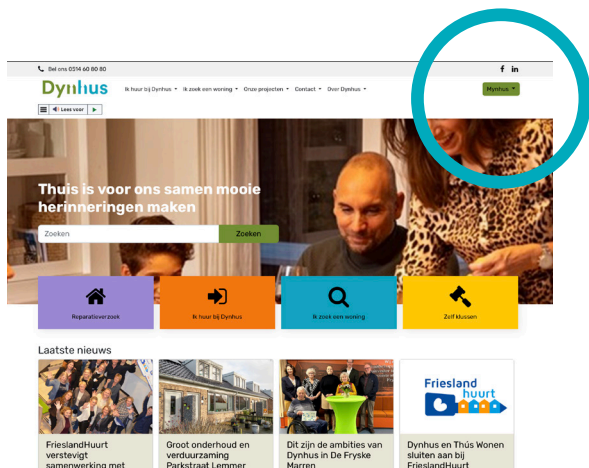 Bel ons 0514 60 80 80
f in
Dynhus
Ik huur bij Dynhus Ik zoek een woning Onze projecten Contact Over Dynhus
Mynhus
Lees voor
Thuis is voor ons samen mooie
herinneringen maken
Zoeken Zoeken
Reparatieverzoek
Ik huur bij Dynhus
Ik zoek een woning
Zelf klussen
Laatste nieuws
Friesland
huurt
FrieslandHuurt
verstevigt
samenwerking met
Groot onderhoud en
verduurzaming
Parkstraat Lemmer
Dit zijn de ambities van
Dynhus in De Fryske
Marren
Dynhus en Thús Wonen
sluiten aan bij
FrieslandHuurt